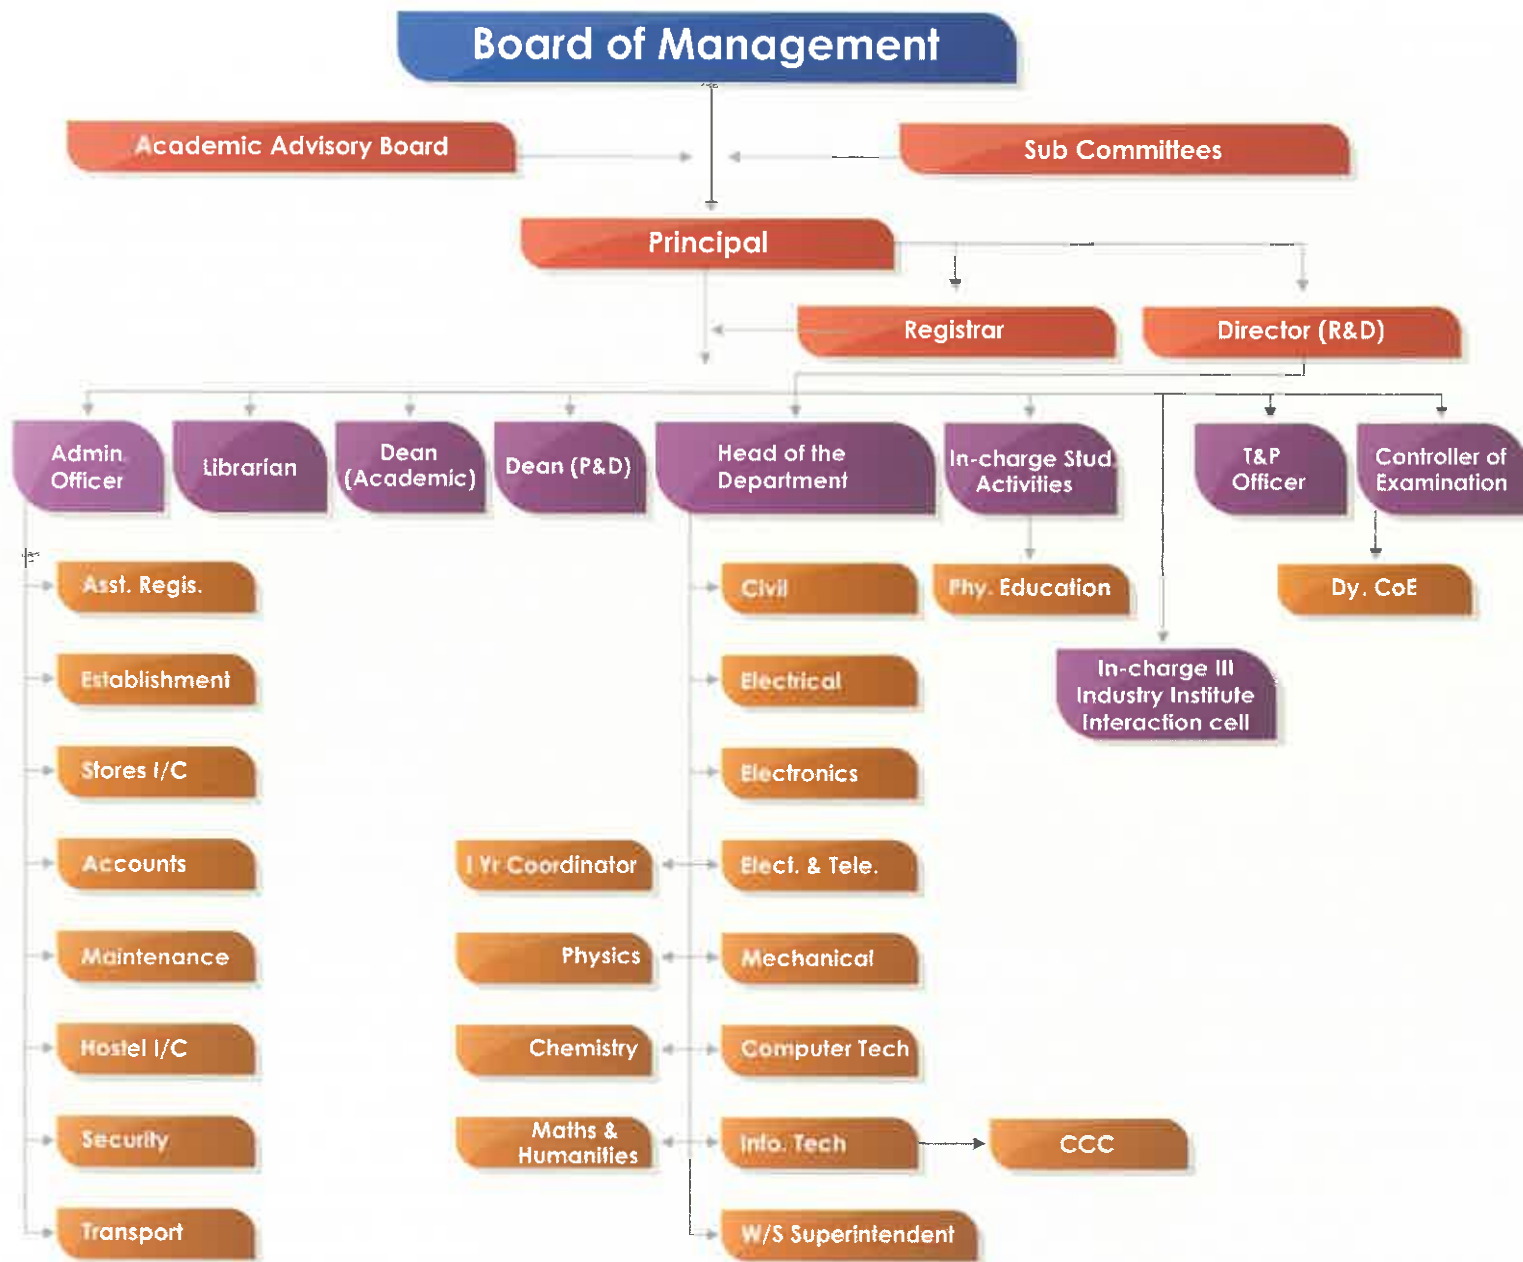 Board of Management
Academic Advisory Board
Sub Committees
Principal
Registrar
Director (R&D)
Admin.
Officer
Librarian
Dean
(Academic)
Dean (P&D)
Head of the
Department
In-charge Stud.
Activities
T&P
Officer
Controller of
Examination
Asst. Regis.
Civil
Phy. Education
Dy. CoE
Establishment
Electrical
In-charge III
Industry Institute
Interaction cell
Stores I/C
Electronics
Accounts
I Yr Coordinator
Elect. & Tele.
Maintenance
Physics
Mechanical
Hostel I/C
Chemistry
Computer Tech
Security
Maths &
Humanities
Info. Tech
CCC
Transport
W/S Superintendent